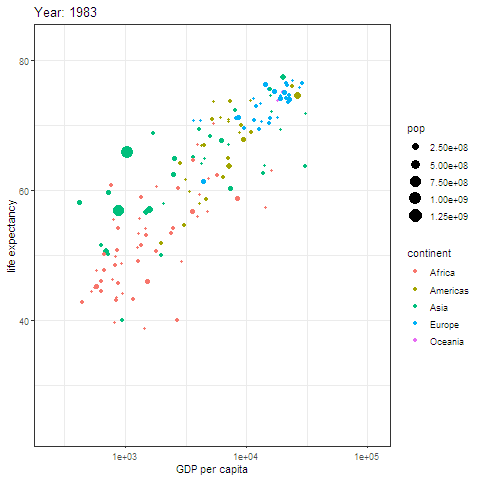 Year: 1983
life expectancy
80
60
40
1e+03
1e+04
1e+05
GDP per capita
pop
2.50e+08
5.00e+08
7.50e+08
1.00e+09
1.25e+09
continent
Africa
Americas
Asia
Europe
Oceania